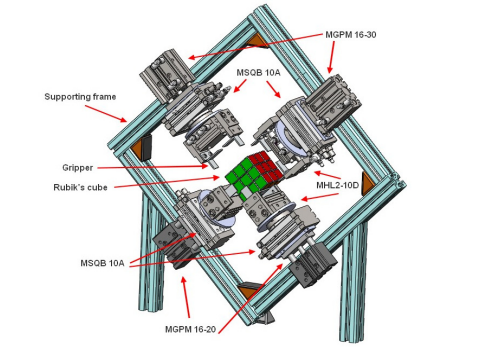 MGPM 16-30
MSQB 10A
Supporting frame
Gripper
Rubik's cube
MHL2-10D
MSQB 10A
MGPM 16-20